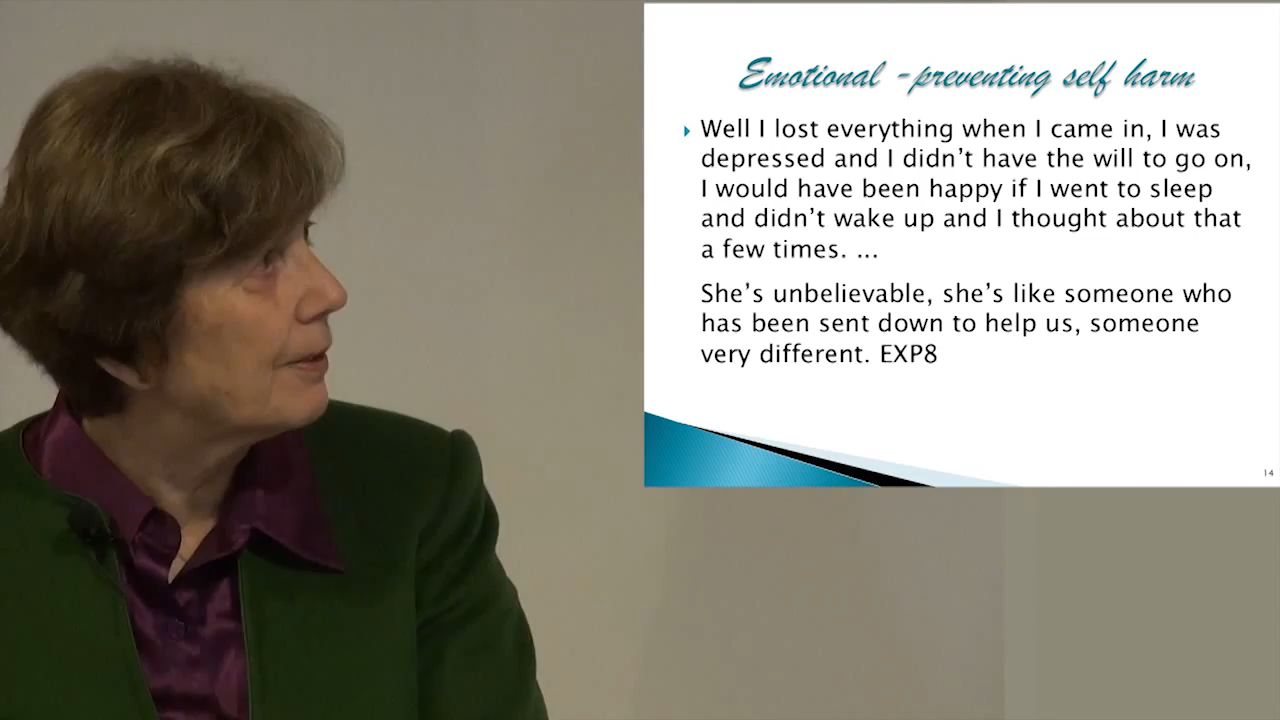 Emotional -preventing self harm
Well I lost everything when I came in, I was
depressed and I didn't have the will to go on,
I would have been happy if I went to sleep
and didn't wake up and I thought about that
a few times. ...
She's unbelievable, she's like someone who
has been sent down to help us, someone
very different. EXP8
14